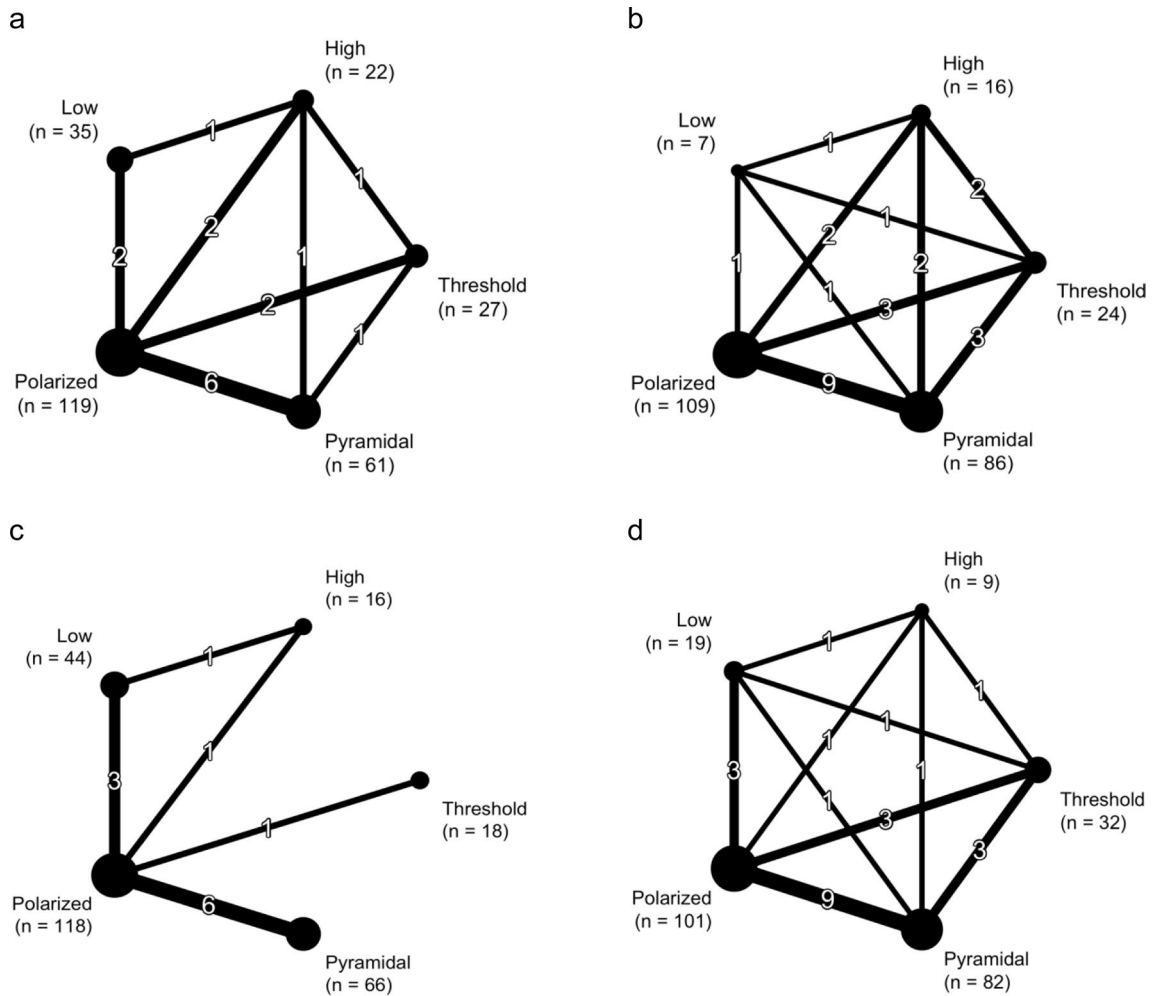 a
High
(n = 22)
Low
(n = 35)
1
1
2
2
1
2
Threshold
(n = 27)
1
6
Polarized
(n = 119)
Pyramidal
(n = 61)
b
High
(n = 16)
Low
(n = 7)
1
2
1
2
1
2
1
3
Threshold
(n = 24)
3
9
Polarized
(n = 109)
Pyramidal
(n = 86)
c
High
(n = 16)
Low
(n = 44)
1
1
3
1
Threshold
(n = 18)
6
Polarized
(n = 118)
Pyramidal
(n = 66)
d
High
(n = 9)
Low
(n = 19)
1
1
1
1
3
1
1
3
Threshold
(n = 32)
3
9
Polarized
(n = 101)
Pyramidal
(n = 82)